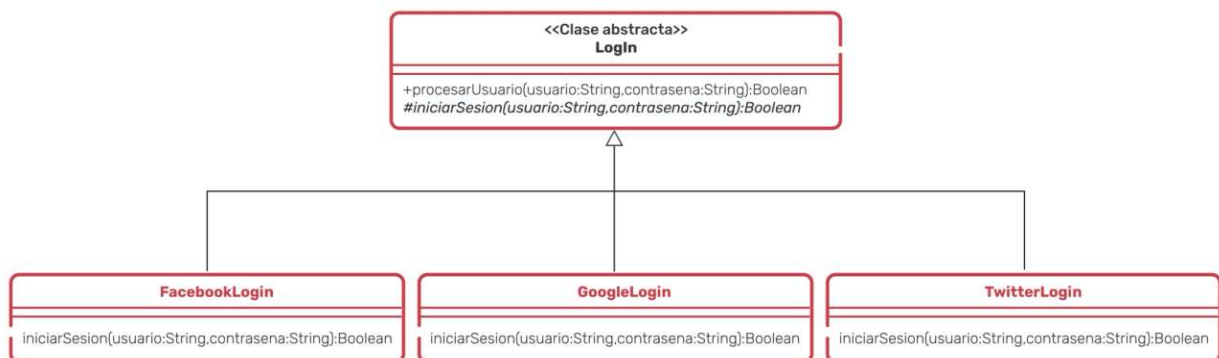 <<Clase abstracta>>
LogIn
+procesarUsuario(usuario:String,contrasena:String):Boolean
#iniciarSesion(usuario:String,contrasena:String):Boolean
FacebookLogin
iniciarSesion(usuario:String,contrasena:String):Boolean
GoogleLogin
iniciarSesion(usuario:String,contrasena:String):Boolean
TwitterLogin
iniciarSesion(usuario:String,contrasena:String):Boolean